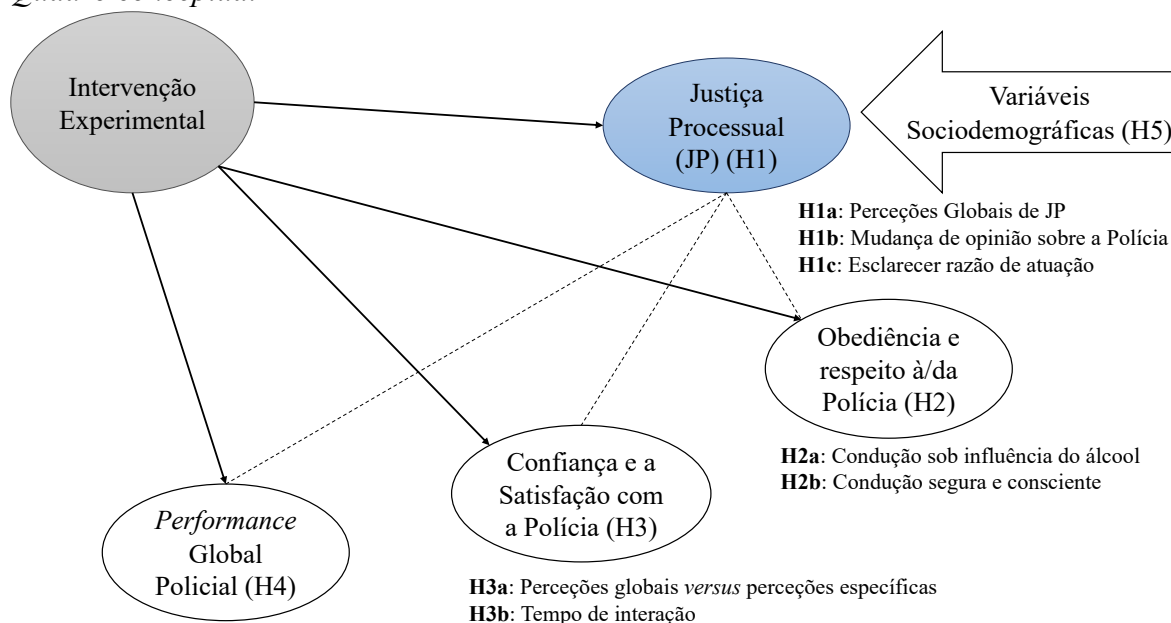 Intervenção
Experimental
Justiça
Processual
(JP) (H1)
Variáveis
Sociodemográficas (H5)
H1a: Perceções Globais de JP
H1b: Mudança de opinião sobre a Polícia
H1c: Esclarecer razão de atuação
Obediência e
respeito à/da
Polícia (H2)
H2a: Condução sob influência do álcool
H2b: Condução segura e consciente
Confiança e a
Satisfação com
a Polícia (H3)
H3a: Perceções globais versus perceções específicas
H3b: Tempo de interação
Performance
Global
Policial (H4)